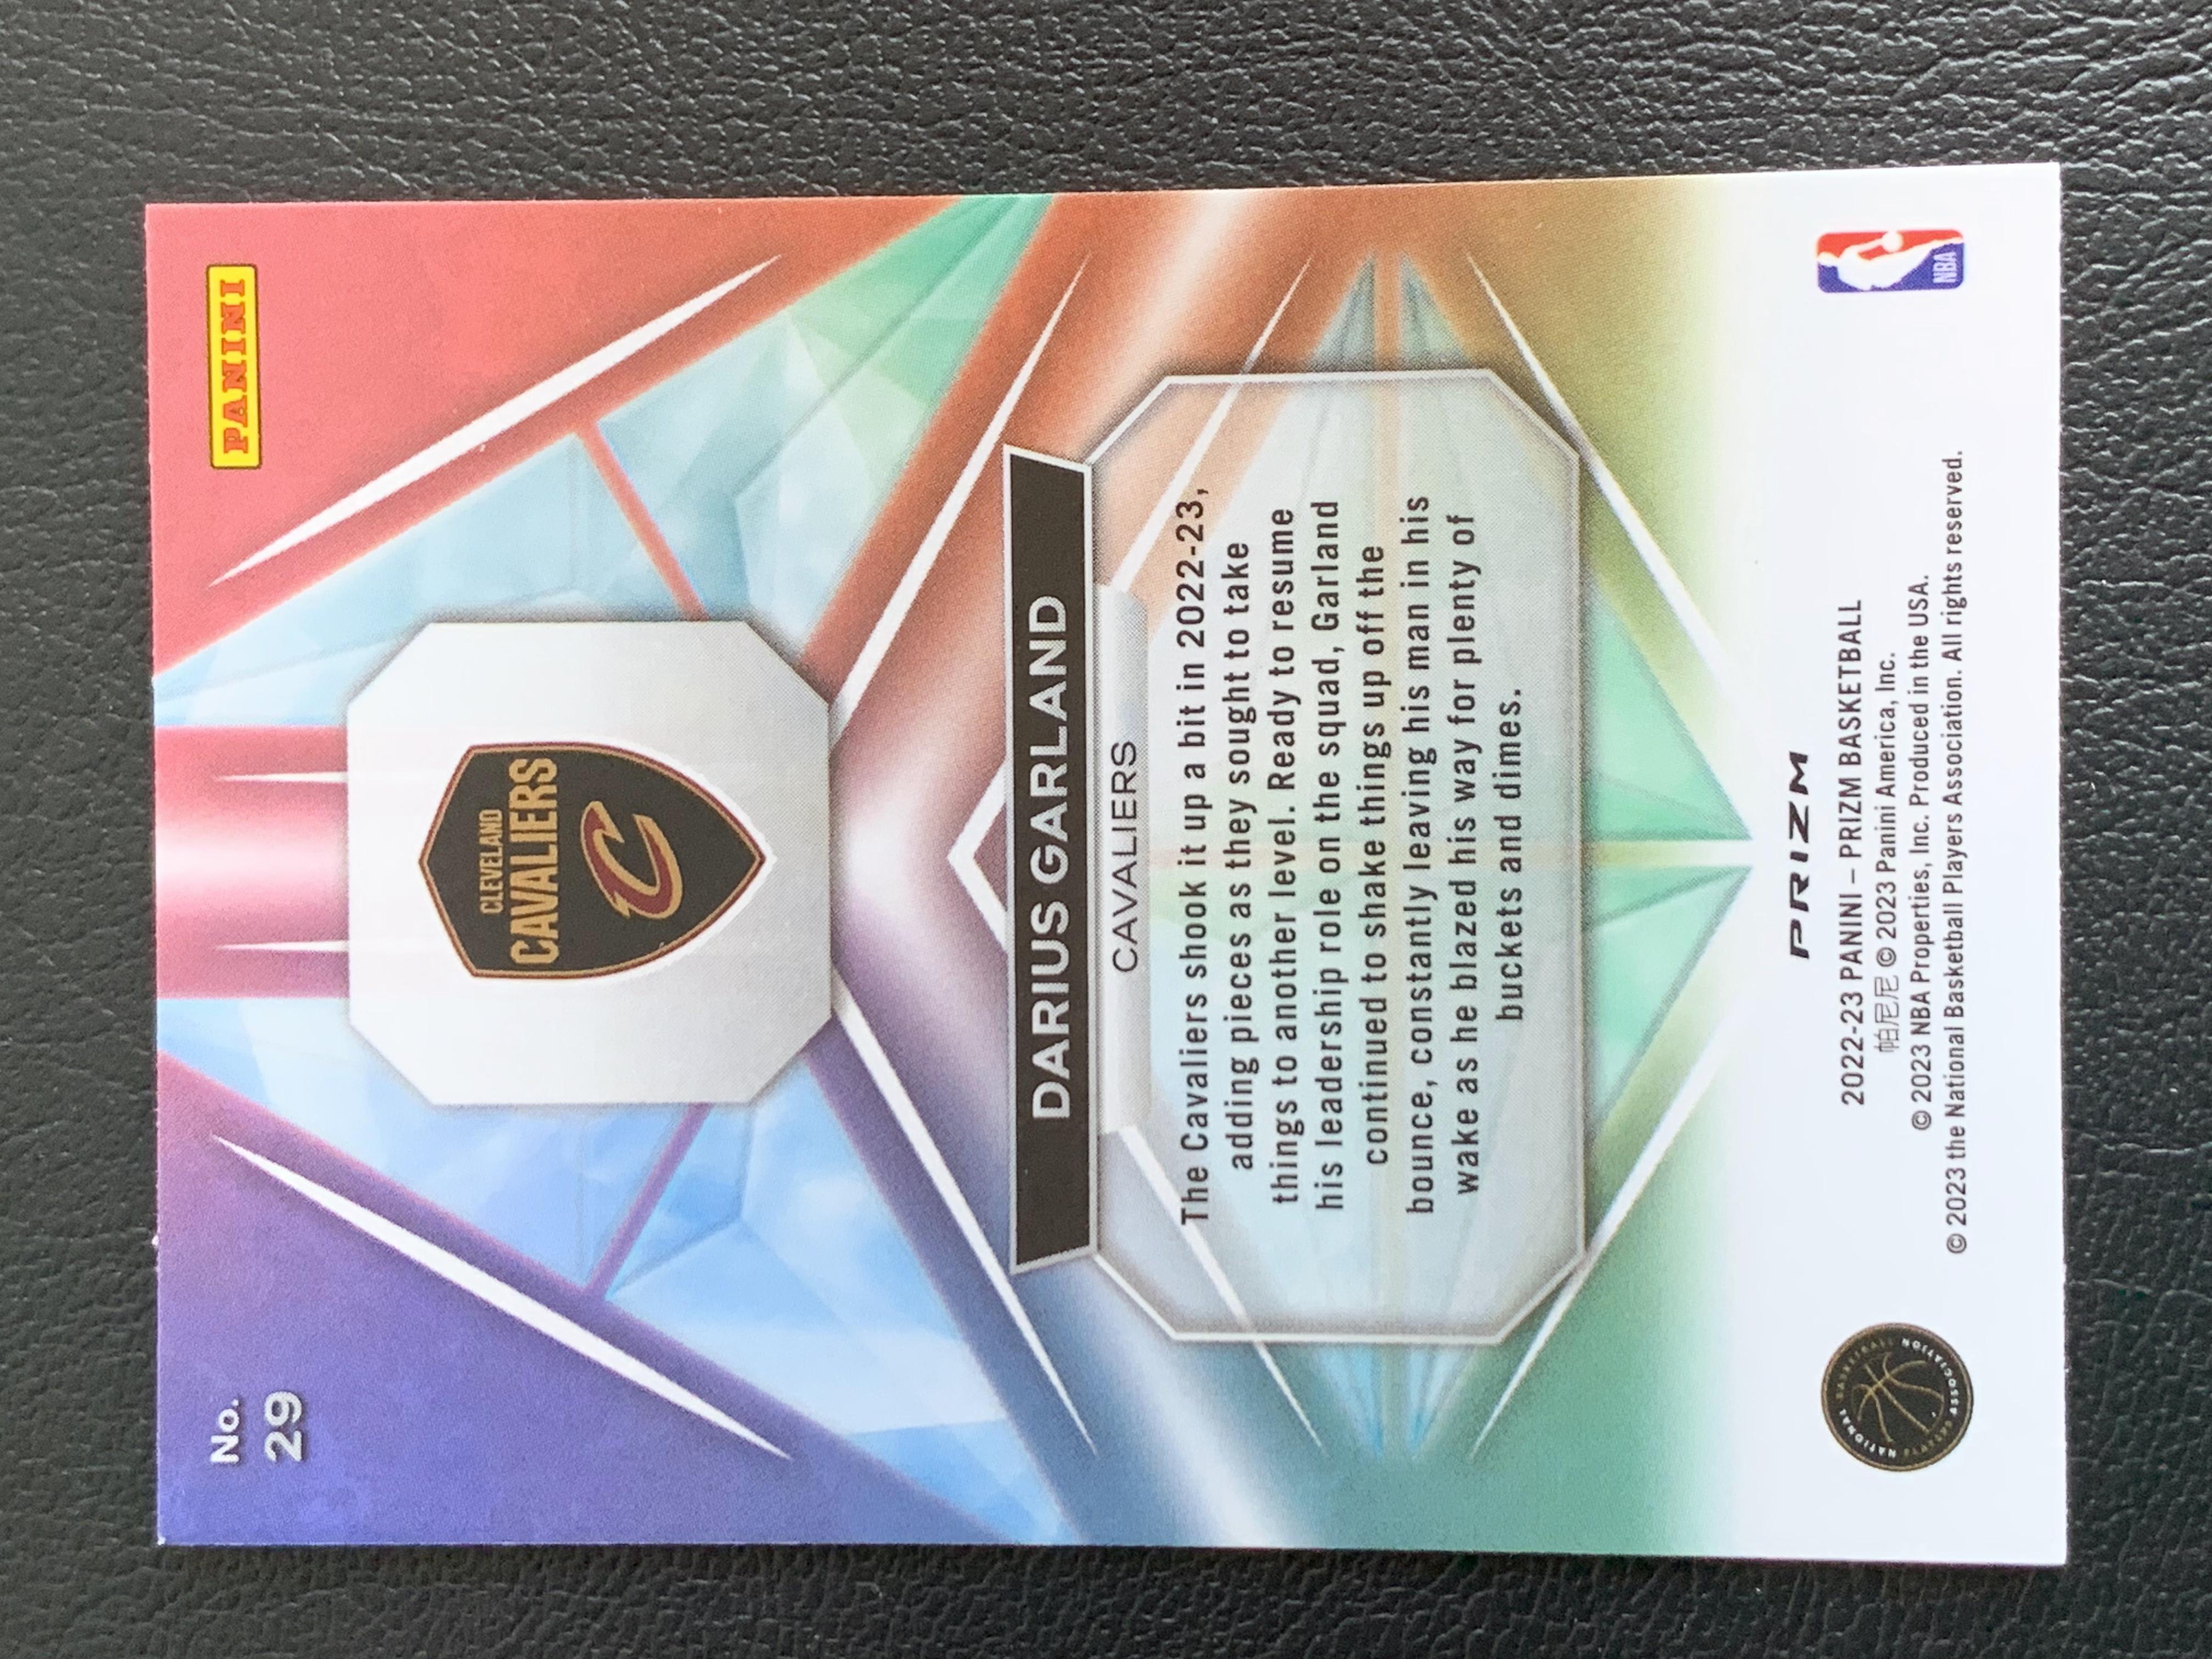 No.
29
PANINI
CLEVELAND
CAVALIERS
C
DARIUS GARLAND
CAVALIERS
The Cavaliers shook it up a bit in 2022-23,
adding pieces as they sought to take
things to another level. Ready to resume
his leadership role on the squad, Garland
continued to shake things up off the
bounce, constantly leaving his man in his
wake as he blazed his way for plenty of
buckets and dimes.
PRIZM
2022-23 PANINI – PRIZM BASKETBALL
帕尼尼 © 2023 Panini America, Inc.
© 2023 NBA Properties, Inc. Produced in the USA.
© 2023 the National Basketball Players Association. All rights reserved.
NATIONAL BASKETBALL PLAYERS ASSOCIATION
NBA